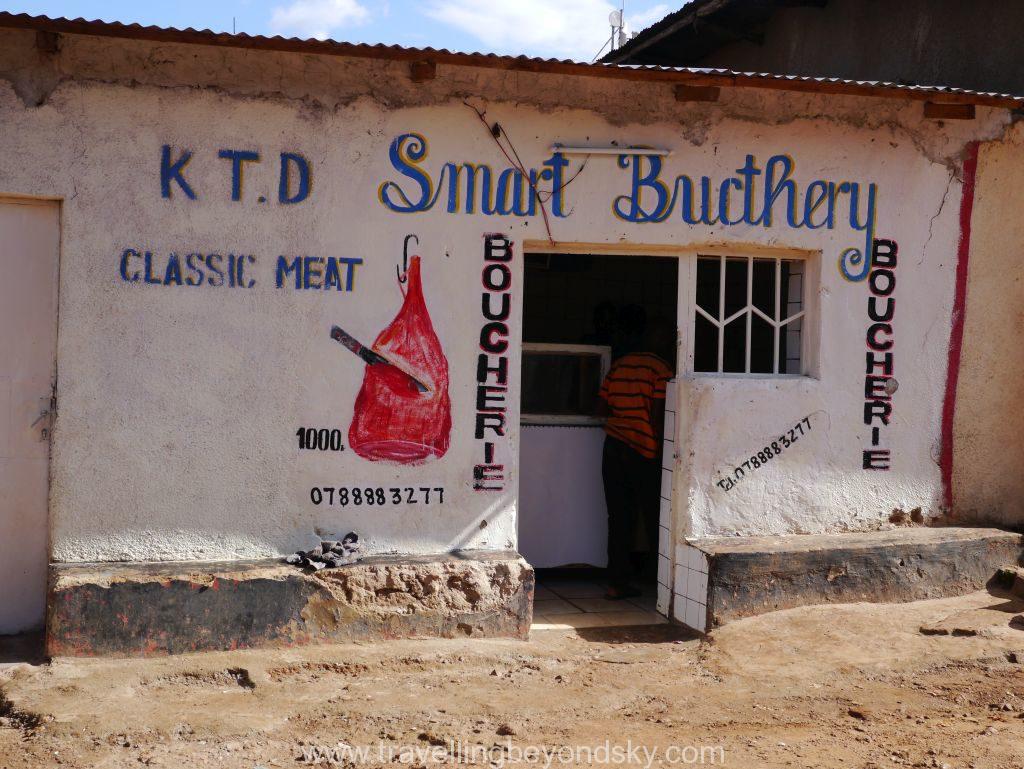 K T.D
Smart Bucthery
CLASSIC MEAT
BOUCHERIE
BOUCHERIE
1000.
0788883277
Tel.0788883277
www.travellingbeyondsky.com